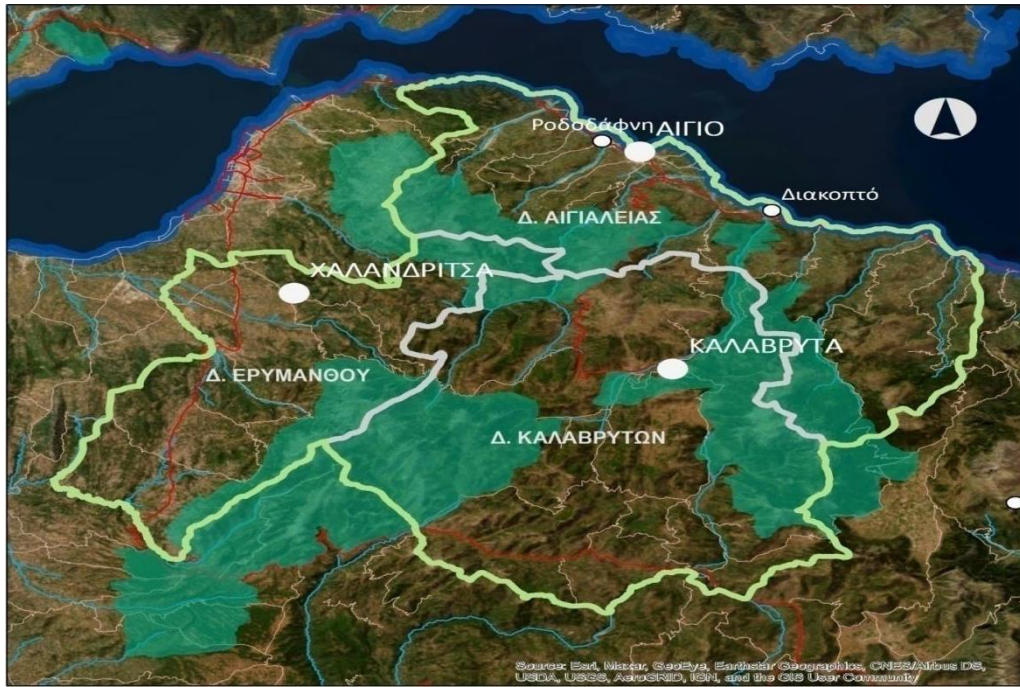 Ροδοδάφνη
ΑΙΓΙΟ
Διακοπτό
Δ. ΑΙΓΙΑΛΕΙΑΣ
ΧΑΛΑΝΔΡΙΤΣΑ
ΚΑΛΑΒΡΥΤΑ
Δ. ΕΡΥΜΑΝΘΟΥ
Δ. ΚΑΛΑΒΡΥΤΩΝ
Source: Esri, Maxar, GeoEye, Earthstar Geographics, CNES/Airbus DS,
USDA, USGS, AeroGRID, IGN, and the GIS User Community